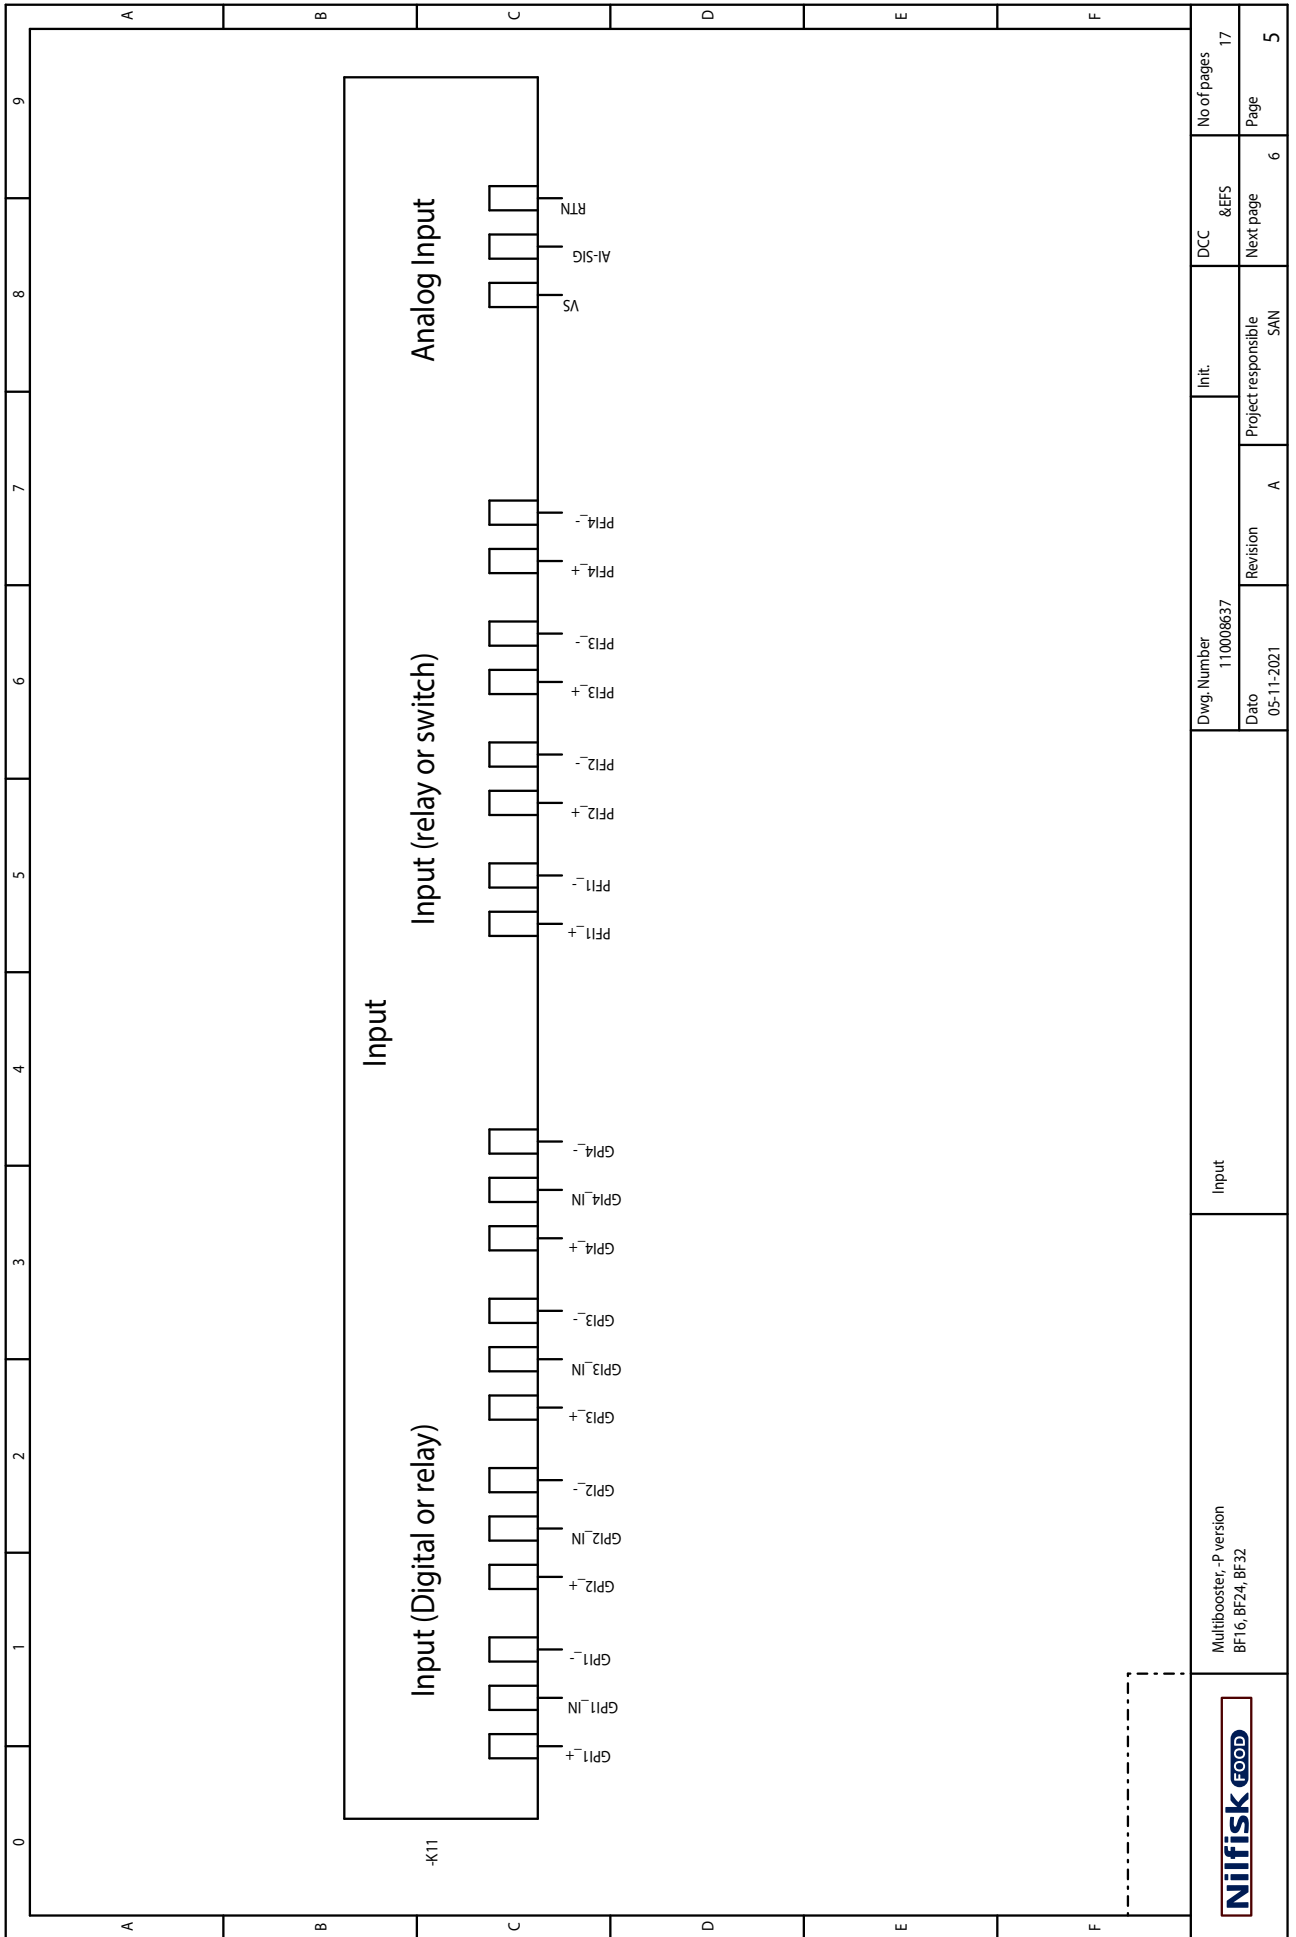 0 1 2 3 4 5 6 7 8 9
A
A
B
B
Input
-K11
Input (Digital or relay)
Input (relay or switch)
Analog Input
C
C
GPI1_+
GPI1_IN
GPI1_-
GPI2_+
GPI2_IN
GPI2_-
GPI3_+
GPI3_IN
GPI3_-
GPI4_+
GPI4_IN
GPI4_-
PFI1_+
PFI1_-
PFI2_+
PFI2_-
PFI3_+
PFI3_-
PFI4_+
PFI4_-
VS
AI-SIG
RTN
D
D
E
E
F
F
Nilfisk FOOD
Multibooster, -P version
BF16, BF24, BF32
Input
Dwg. Number
110008637
Init.
DCC
&EFS
No of pages
17
Dato
05-11-2021
Revision
A
Project responsible
SAN
Next page
6
Page
5